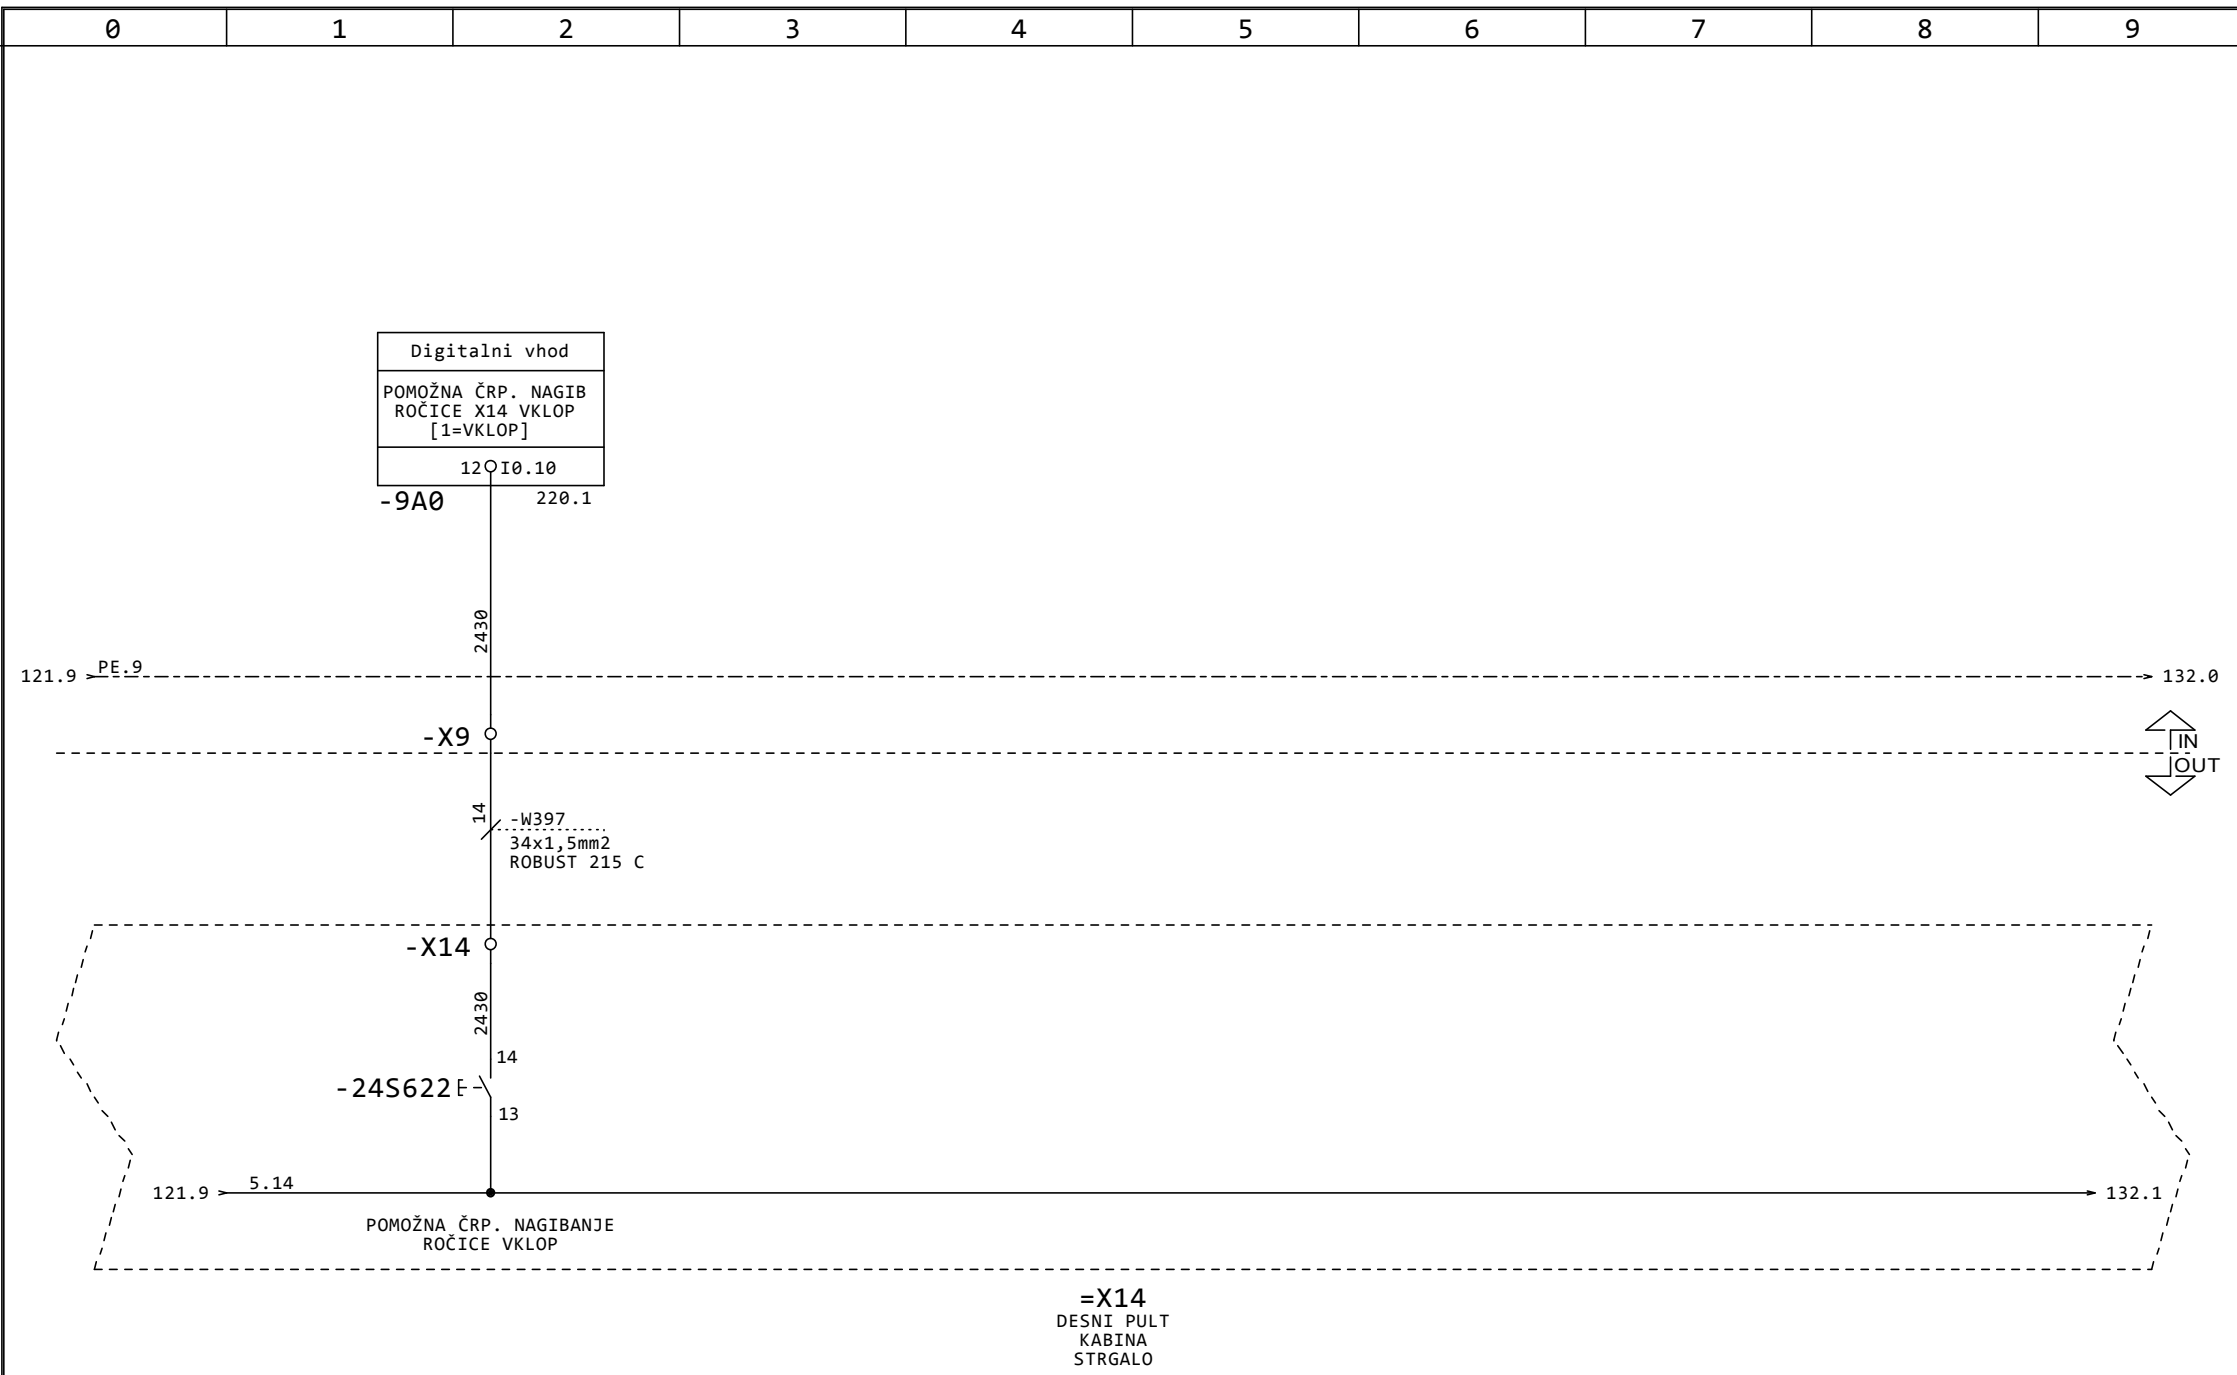 0 1 2 3 4 5 6 7 8 9
Digitalni vhod
POMOŽNA ČRP. NAGIB
ROČICE X14 VKLOP
[1=VKLOP]
12 I0.10
-9A0 220.1
2430
121.9 PE.9 132.0
-X9
IN
OUT
14
-W397
34x1,5mm2
ROBUST 215 C
-X14
2430
14
-24S622
13
121.9 5.14 132.1
POMOŽNA ČRP. NAGIBANJE
ROČICE VKLOP
=X14
DESNI PULT
KABINA
STRGALO